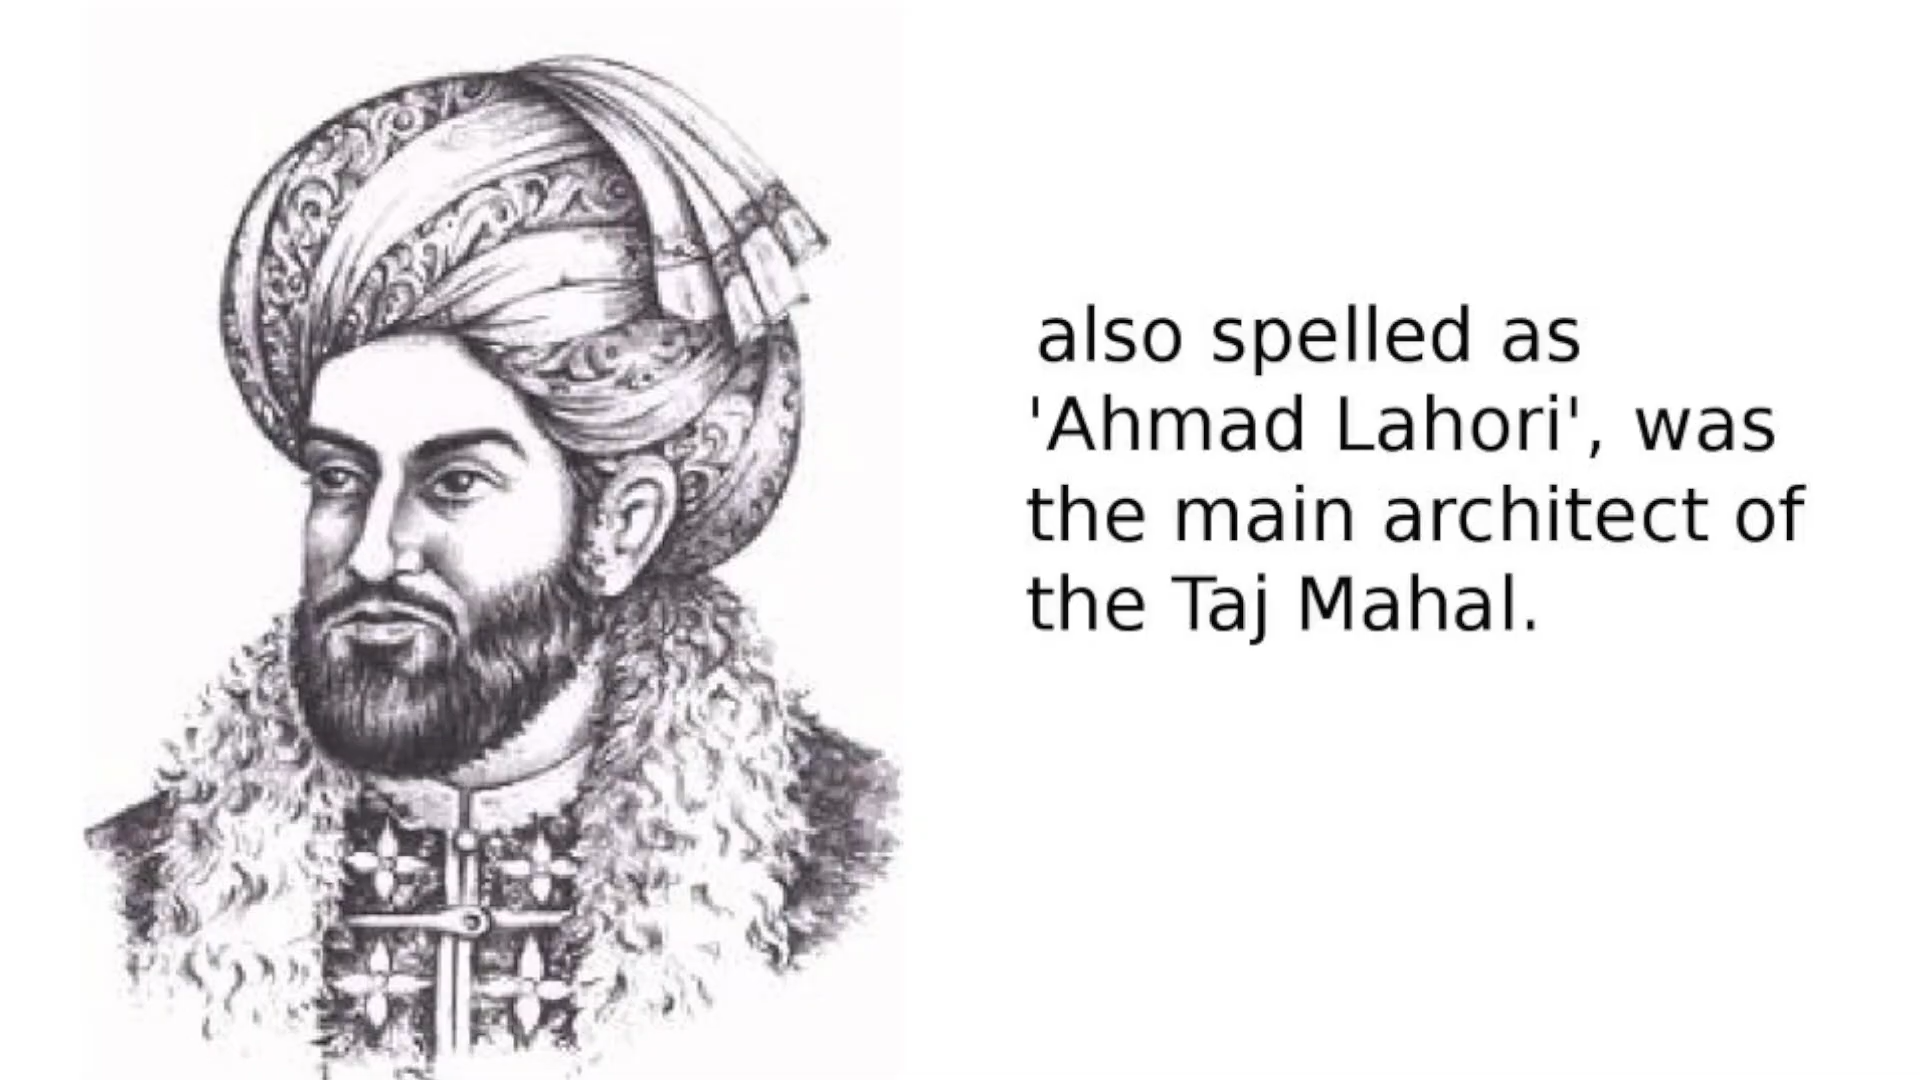 also spelled as
'Ahmad Lahori', was
the main architect of
the Taj Mahal.